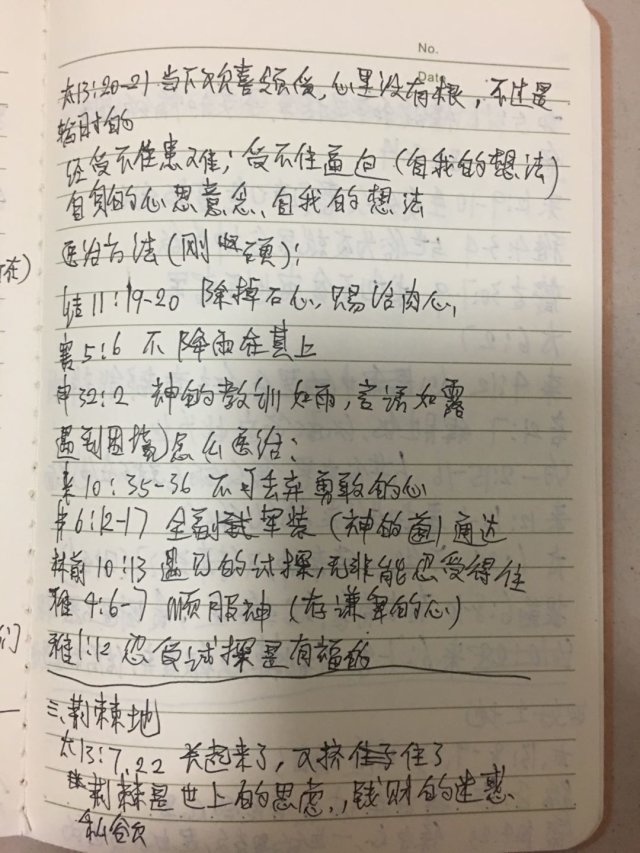 No.
Date
太13:20-21 当下欢喜领受,心里没有根,不过是
暂时的
经受不住患难;受不住逼迫(自我的想法)
自负的心思意念、自我的想法
医治方法(刚硬 顽):
结11:19-20 除掉石心,赐给肉心,
赛5:6 不降雨在其上
申32:2 神的教训如雨,言语如露
遇到困境)怎么医治:
来10:35-36 不可丢弃勇敢的心
弗6:12-17 全副 军装(神的 )通达
林前10:13 遇见的试探,无非能忍受得住
雅4:6-7 顺服神(存谦卑的心)
雅1:12 忍受试探是有福的
三.荆棘地
太13:7,22 长起来了,又挤住了
荆棘是世上的思虑,,钱财的迷惑
私欲
在)
们